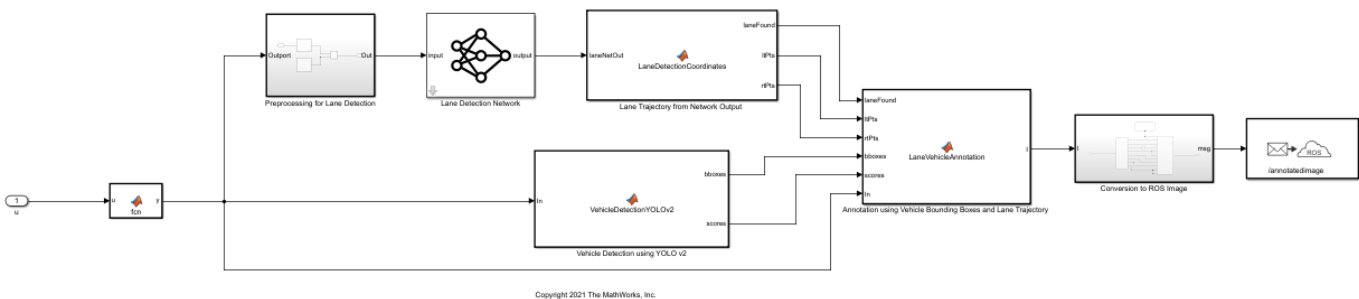 laneFound
Outport
Out
input
output
laneNetOut
LaneDetectionCoordinates
ltPts
rtPts
Preprocessing for Lane Detection
Lane Detection Network
Lane Trajectory from Network Output
laneFound
ltPts
rtPts
bboxes
scores
In
LaneVehicleAnnotation
I
I
msg
ROS
/annotatedimage
Annotation using Vehicle Bounding Boxes and Lane Trajectory
Conversion to ROS Image
1
u
u
fcn
y
In
VehicleDetectionYOLOv2
bboxes
scores
Vehicle Detection using YOLO v2
Copyright 2021 The MathWorks, Inc.